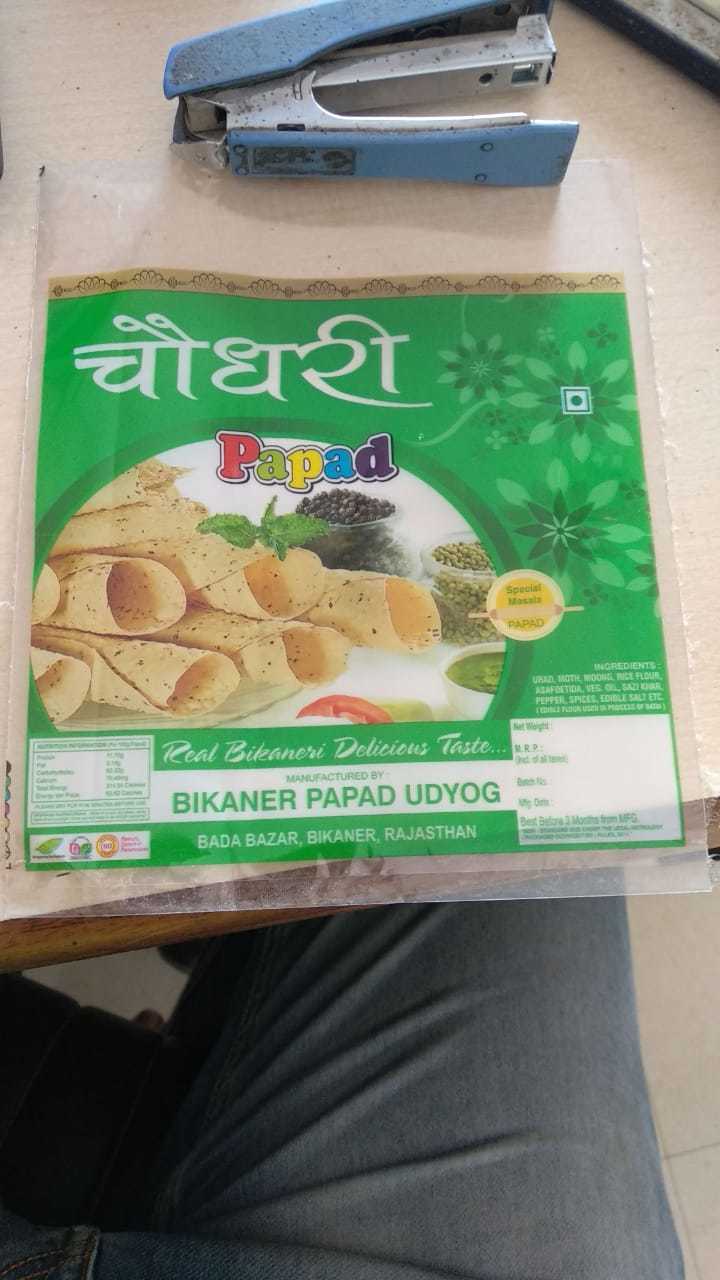 चौधरी
Papad
Special
Masala
PAPAD
INGREDIENTS :
URAD, MOTH, MOONG, RICE FLOUR,
ASAFOETIDA, VEG. OIL, SAZI KHAR,
PEPPER, SPICES, EDIBLE SALT ETC.
Net Weight :
M. R. P. :
(Incl. of all taxes)
Batch No. :
Mfg. Date :
Best Before 3 Months from MFG.
Real Bikaneri Delicious Taste...
MANUFACTURED BY :
BIKANER PAPAD UDYOG
BADA BAZAR, BIKANER, RAJASTHAN
Protein
Fat
Carbohydrates
Calcium
Total Energy